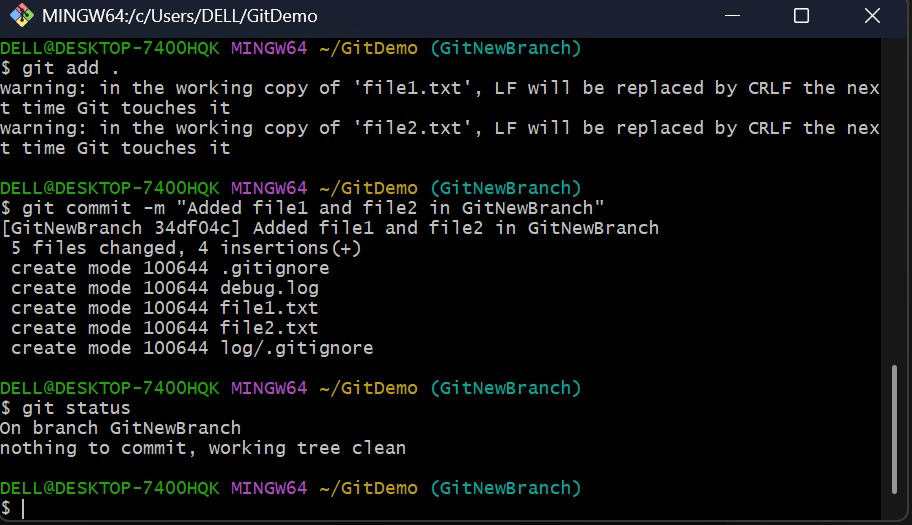 MINGW64:/c/Users/DELL/GitDemo
DELL@DESKTOP-7400HQK MINGW64 ~/GitDemo (GitNewBranch)
$ git add .
warning: in the working copy of 'file1.txt', LF will be replaced by CRLF the nex
t time Git touches it
warning: in the working copy of 'file2.txt', LF will be replaced by CRLF the nex
t time Git touches it
DELL@DESKTOP-7400HQK MINGW64 ~/GitDemo (GitNewBranch)
$ git commit -m "Added file1 and file2 in GitNewBranch"
[GitNewBranch 34df04c] Added file1 and file2 in GitNewBranch
5 files changed, 4 insertions(+)
create mode 100644 .gitignore
create mode 100644 debug.log
create mode 100644 file1.txt
create mode 100644 file2.txt
create mode 100644 log/.gitignore
DELL@DESKTOP-7400HQK MINGW64 ~/GitDemo (GitNewBranch)
$ git status
On branch GitNewBranch
nothing to commit, working tree clean
DELL@DESKTOP-7400HQK MINGW64 ~/GitDemo (GitNewBranch)
$